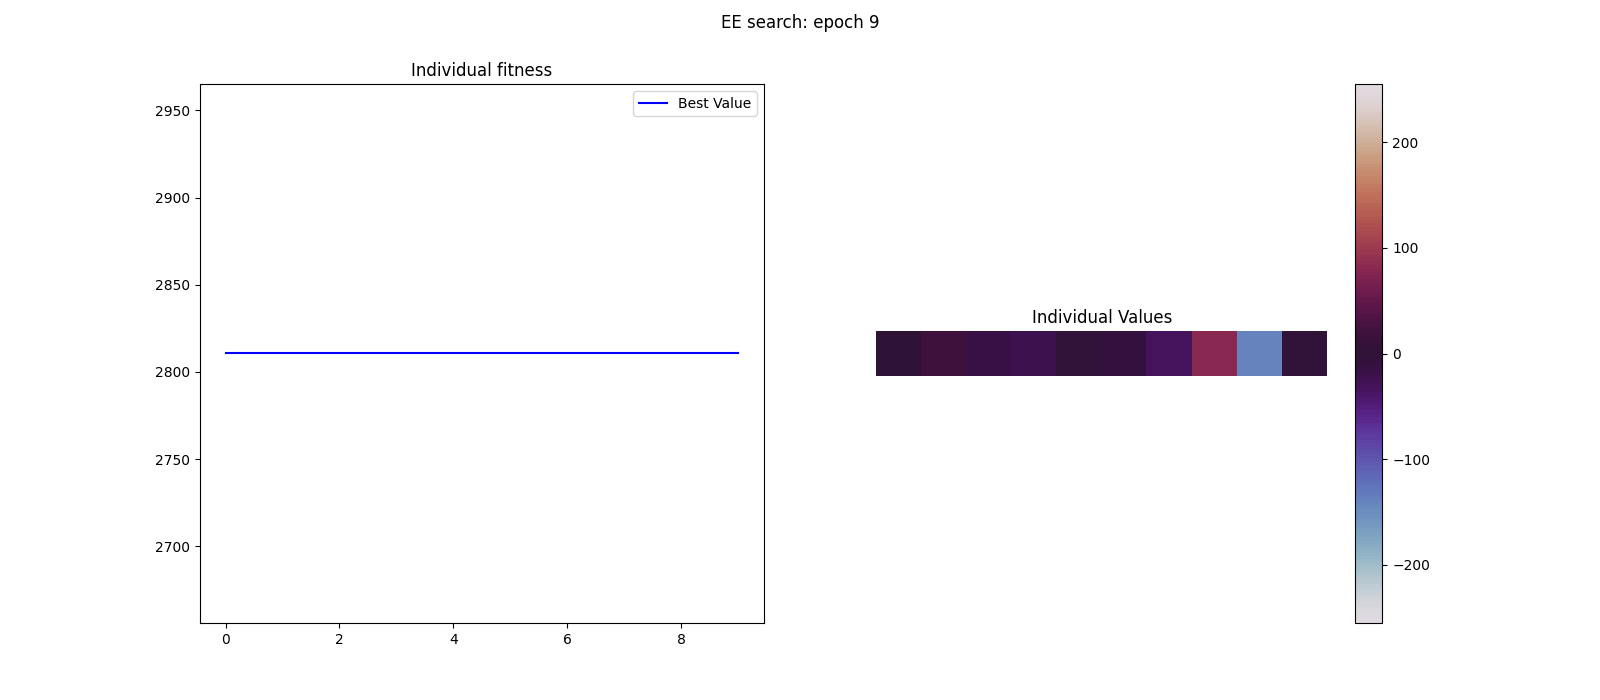 EE search: epoch 9
Individual fitness
Best Value
2950
2900
2850
2800
2750
2700
0 2 4 6 8
Individual Values
200
100
0
−100
−200